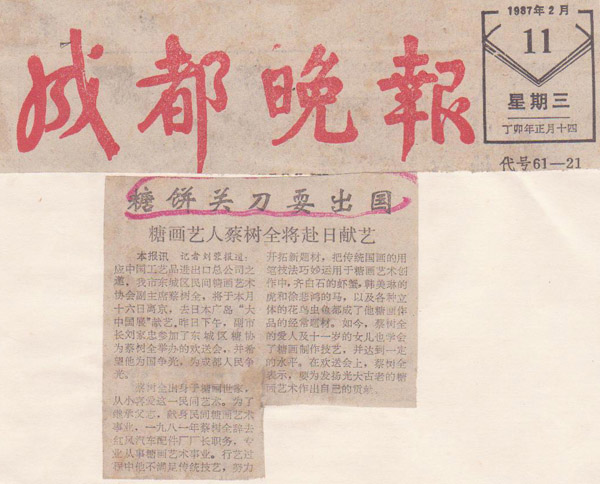 成都晚報
1987年2月
11
星期三
丁卯年正月十四
代号61—21
糖饼关刀耍出国
糖画艺人蔡树全将赴日献艺
本报讯 记者刘蓉报道：
应中国工艺品进出口总公司之
邀，我市东城区民间糖画艺术
协会副主席蔡树全，将于本月
十六日离京，去日本广岛“大
中国展”献艺。昨日下午，副市
长刘家忠参加了东城区糖协
为蔡树全举办的欢送会，并希
望他为国争光，为成都人民争
光。
蔡树全出身于糖画世家，
从小喜爱这一民间艺术。为了
继承父志，献身民间糖画艺术
事业，一九八一年蔡树全辞去
红风汽车配件厂厂长职务，专
业从事糖画艺术事业。行艺过
程中他不满足传统技艺，努力
开拓新题材，把传统国画的用
笔技法巧妙运用于糖画艺术创
作中，齐白石的虾蟹，韩美琳的
虎和徐悲鸿的马，以及各种立
体的花鸟虫鱼都成了他糖画作
品的经常题材。如今，蔡树全
的爱人及十一岁的女儿也学会
了糖画制作技艺，并达到一定
的水平。在欢送会上，蔡树全
表示，要为发扬光大古老的糖
画艺术作出自己的贡献。